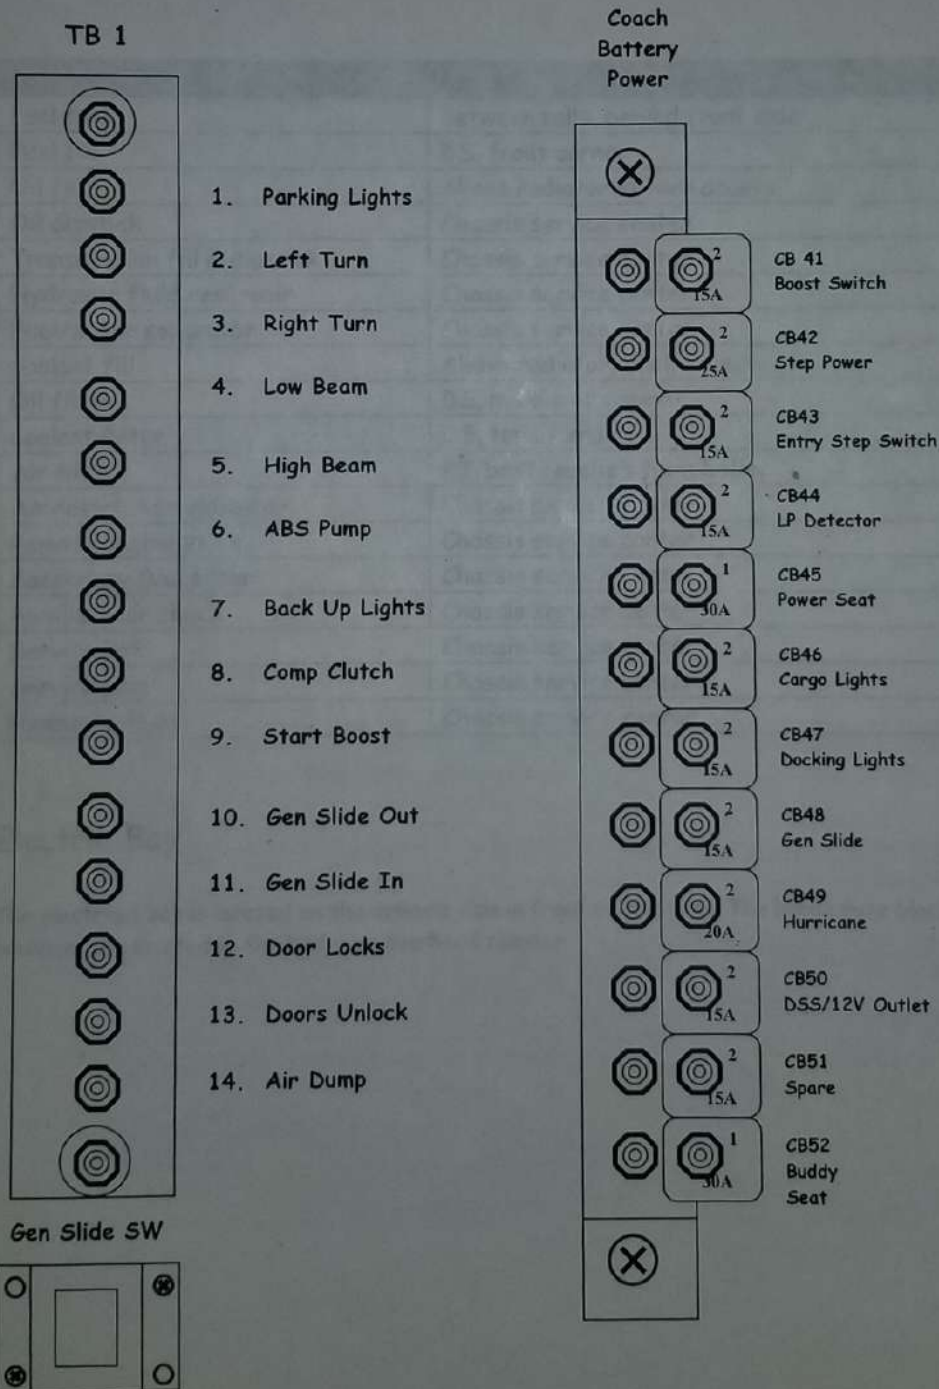 TB 1
1. Parking Lights
2. Left Turn
3. Right Turn
4. Low Beam
5. High Beam
6. ABS Pump
7. Back Up Lights
8. Comp Clutch
9. Start Boost
10. Gen Slide Out
11. Gen Slide In
12. Door Locks
13. Doors Unlock
14. Air Dump
Gen Slide SW
Coach
Battery
Power
2
15A
CB 41
Boost Switch
2
25A
CB42
Step Power
2
15A
CB43
Entry Step Switch
2
15A
CB44
LP Detector
1
30A
CB45
Power Seat
2
15A
CB46
Cargo Lights
2
15A
CB47
Docking Lights
2
15A
CB48
Gen Slide
2
20A
CB49
Hurricane
2
15A
CB50
DSS/12V Outlet
2
15A
CB51
Spare
1
30A
CB52
Buddy
Seat